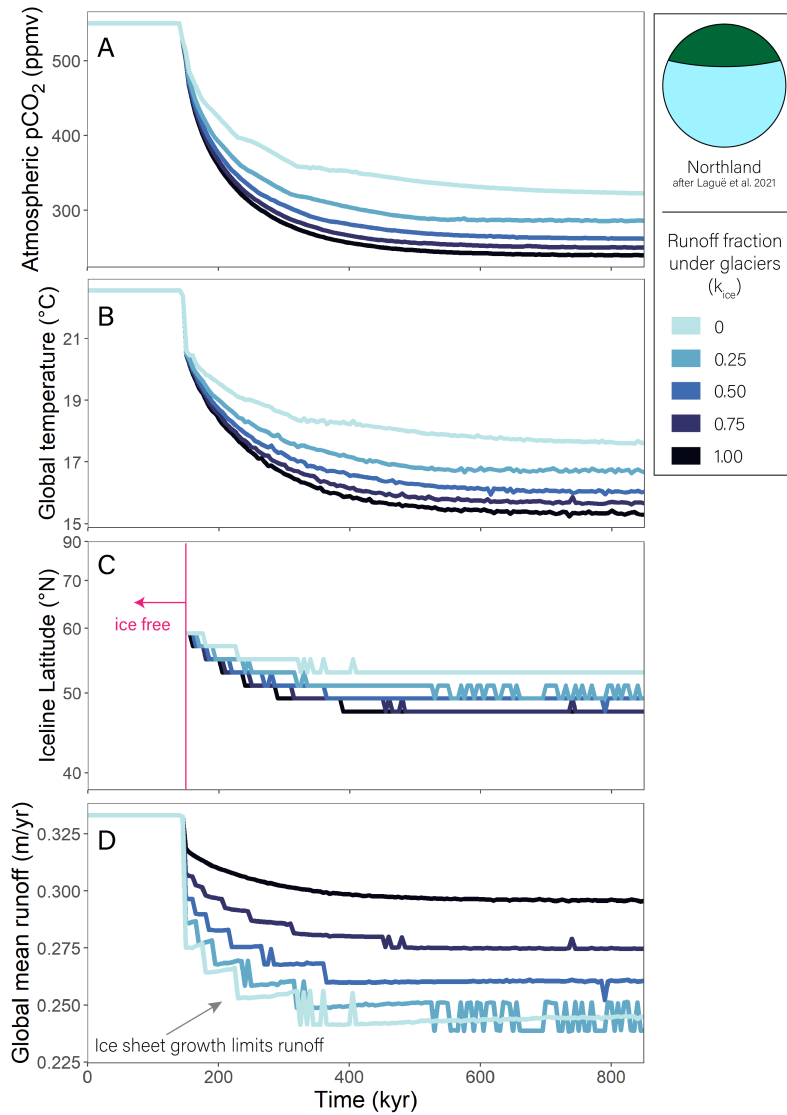 A
Atmospheric pCO2 (ppmv)
500
400
300
B
Global temperature (°C)
21
19
17
15
C
Iceline Latitude (°N)
90
70
60
50
40
ice free
D
Global mean runoff (m/yr)
0.325
0.300
0.275
0.250
0.225
Ice sheet growth limits runoff
0
200
400
600
800
Time (kyr)
Northland
after Laguë et al. 2021
Runoff fraction
under glaciers
(kice)
0
0.25
0.50
0.75
1.00